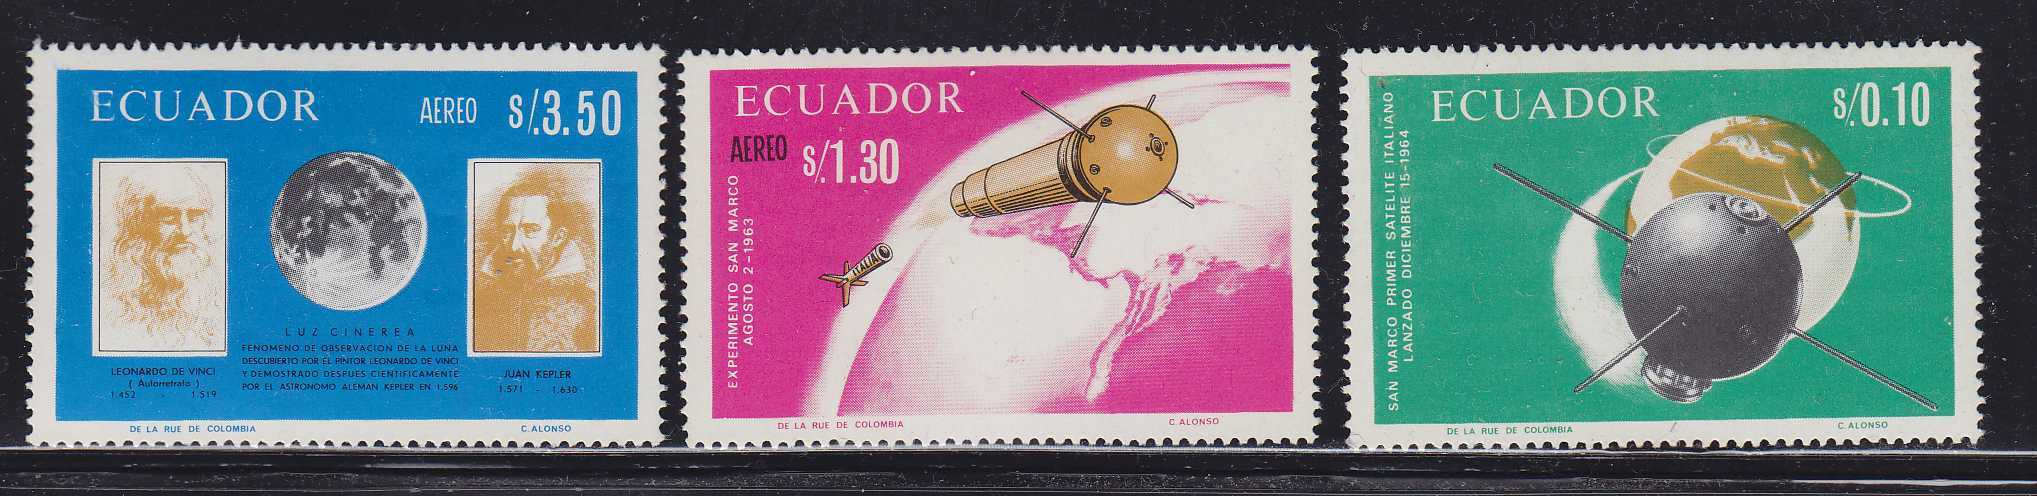 ECUADOR AEREO S/.3.50
LUZ CINEREA
FENOMENO DE OBSERVACION DE LA LUNA
DESCUBIERTO POR EL PINTOR LEONARDO DE VINCI
Y DEMOSTRADO DESPUES CIENTIFICAMENTE
POR EL ASTRONOMO ALEMAN KEPLER EN 1.596
LEONARDO DE VINCI
( Autorretrato )
1.452 - 1.519
JUAN KEPLER
1.571 - 1.630
DE LA RUE DE COLOMBIA C. ALONSO
ECUADOR
AEREO S/.1.30
EXPERIMENTO SAN MARCO
AGOSTO 2-1963
ITALIA
DE LA RUE DE COLOMBIA C. ALONSO
ECUADOR S/.0.10
SAN MARCO PRIMER SATELITE ITALIANO
LANZADO DICIEMBRE 15-1964
DE LA RUE DE COLOMBIA C. ALONSO